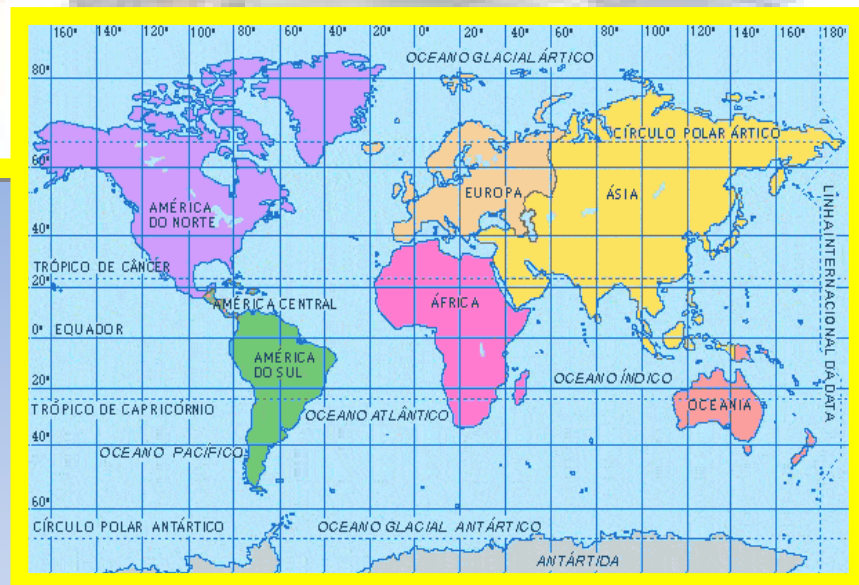 160° 140° 120° 100° 80° 60° 40° 20° 0° 20° 40° 60° 80° 100° 120° 140° 160° 180°
OCEANO GLACIAL ÁRTICO
80°
CÍRCULO POLAR ÁRTICO
60°
EUROPA
ÁSIA
AMÉRICA
DO NORTE
LINHA INTERNACIONAL DA DATA
40°
TRÓPICO DE CÂNCER
20°
AMÉRICA CENTRAL
ÁFRICA
0° EQUADOR
AMÉRICA
DO SUL
OCEANO ÍNDICO
20°
TRÓPICO DE CAPRICÓRNIO
OCEANO ATLÂNTICO
OCEANIA
40°
OCEANO PACÍFICO
60°
CÍRCULO POLAR ANTÁRTICO
OCEANO GLACIAL ANTÁRTICO
ANTÁRTIDA